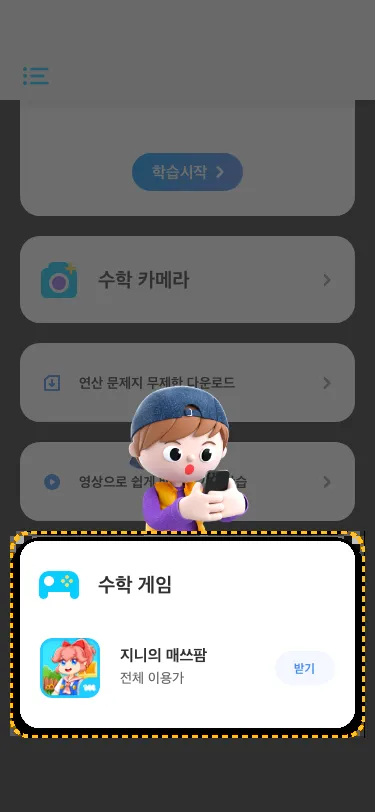 학습시작
수학 카메라
연산 문제지 무제한 다운로드
영상으로 쉽게
습
수학 게임
지니의 매쓰팜
전체 이용가
받기